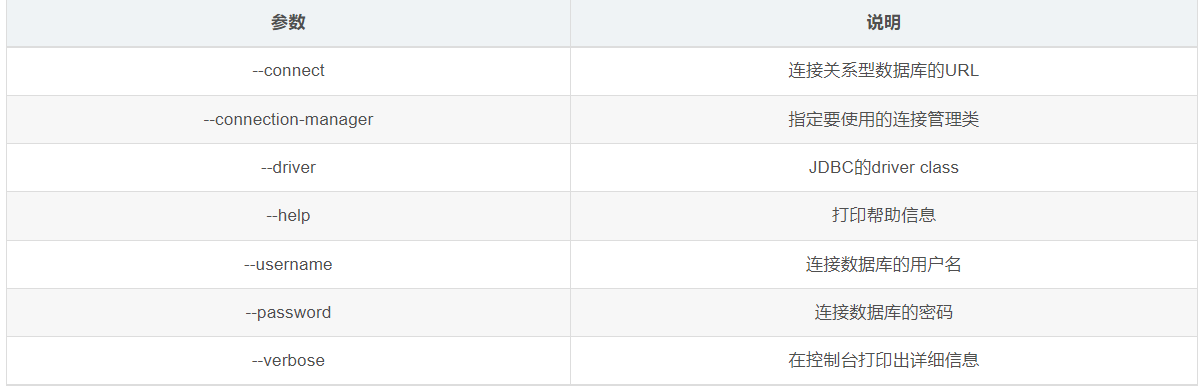 参数 说明
--connect 连接关系型数据库的URL
--connection-manager 指定要使用的连接管理类
--driver JDBC的driver class
--help 打印帮助信息
--username 连接数据库的用户名
--password 连接数据库的密码
--verbose 在控制台打印出详细信息